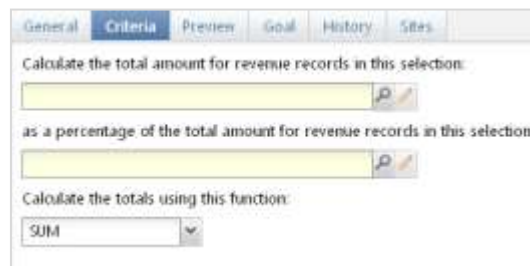 General Criteria Preview Goal History Sites
Calculate the total amount for revenue records in this selection:
as a percentage of the total amount for revenue records in this selection
Calculate the totals using this function:
SUM